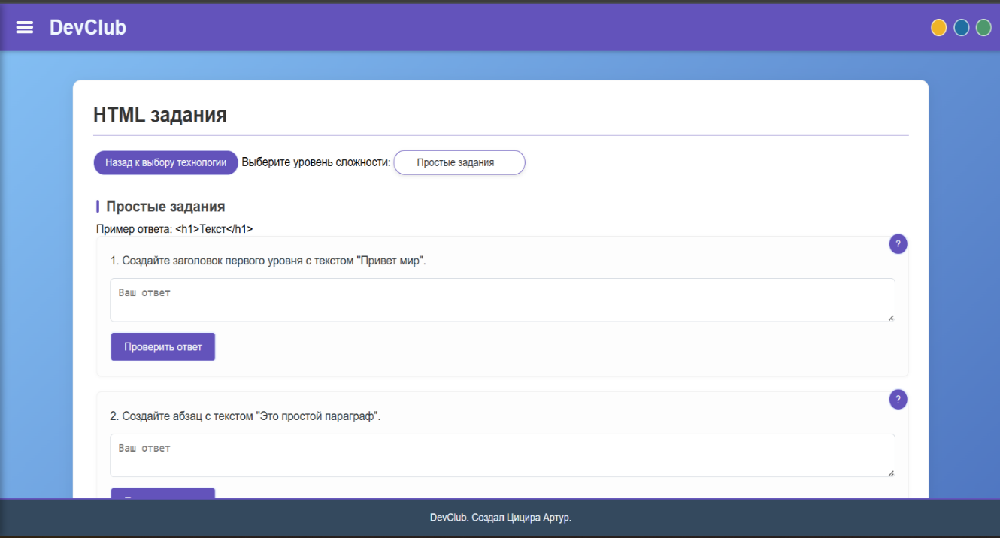 DevClub
HTML задания
Назад к выбору технологии Выберите уровень сложности: Простые задания
Простые задания
Пример ответа: <h1>Текст</h1>
?
1. Создайте заголовок первого уровня с текстом "Привет мир".
Ваш ответ
Проверить ответ
?
2. Создайте абзац с текстом "Это простой параграф".
Ваш ответ
DevClub. Создал Цицира Артур.